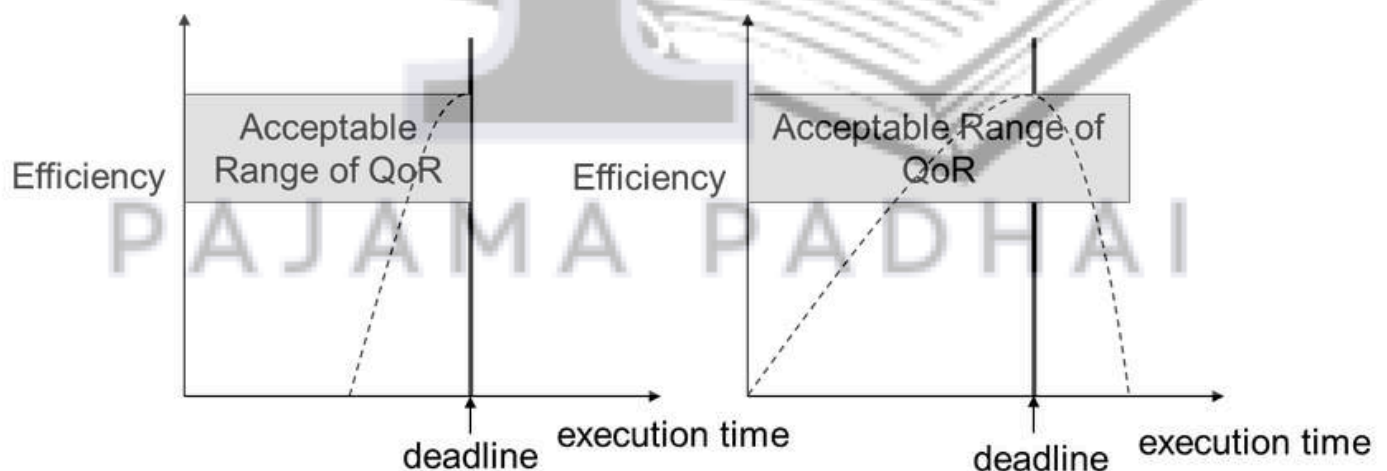 Acceptable
Range of QoR
Efficiency
deadline
execution time
Acceptable Range of
QoR
Efficiency
deadline
execution time
PAJAMA PADHAI